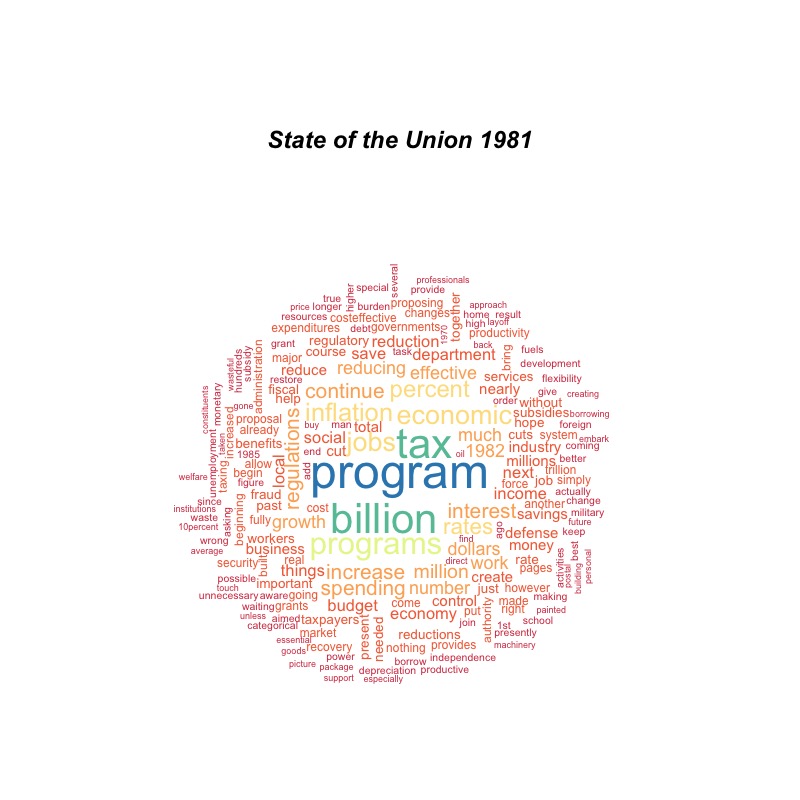 State of the Union 1981
professionals
several
special
provide
higher
true
price
longer
burden
proposing
approach
resources
costeffective
changes
together
home
result
expenditures
debt
governments
1970
high
layoff
productivity
grant
regulatory
reduction
back
major
course
save
task
department
bring
fuels
administration
restore
reduce
reducing
effective
services
development
subsidy
hundreds
wasteful
fiscal
continue
percent
nearly
flexibility
help
order
without
give
creating
constituents
monetary
gone
inflation
economic
subsidies
borrowing
increased
proposal
buy
man
total
hope
foreign
taken
already
regulations
social
jobs
tax
much
cuts
system
embark
unemployment
benefits
end
cut
oil
1982
industry
coming
1985
local
millions
better
taxing
allow
add
program
next
trillion
welfare
begin
force
job
simply
figure
income
actually
since
fraud
another
change
institutions
past
cost
billion
interest
savings
military
waste
asking
beginning
fully
growth
rates
ago
defense
future
10percent
keep
wrong
workers
programs
find
dollars
money
best
average
business
real
direct
work
rate
activities
security
built
things
increase
million
create
pages
postal
building
personal
possible
important
spending
number
just
however
touch
unnecessary
aware
going
budget
come
control
made
making
waiting
grants
economy
put
right
painted
unless
aimed
taxpayers
present
needed
join
authority
1st
school
categorical
market
reductions
presently
essential
recovery
nothing
provides
machinery
goods
power
borrow
independence
picture
package
depreciation
productive
support
especially